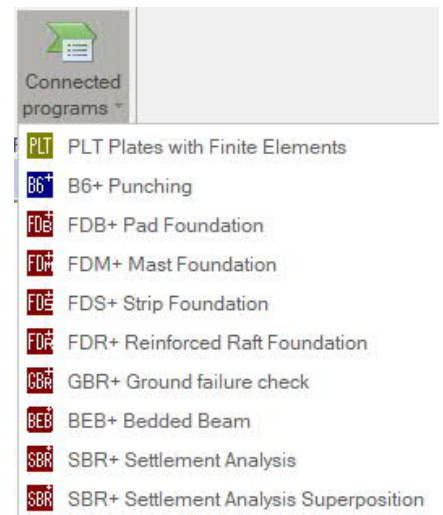 Connected
programs
PLT PLT Plates with Finite Elements
B6+ B6+ Punching
FDB+ FDB+ Pad Foundation
FDM+ FDM+ Mast Foundation
FDS+ FDS+ Strip Foundation
FDR+ FDR+ Reinforced Raft Foundation
GBR+ GBR+ Ground failure check
BEB+ BEB+ Bedded Beam
SBR+ SBR+ Settlement Analysis
SBR+ SBR+ Settlement Analysis Superposition